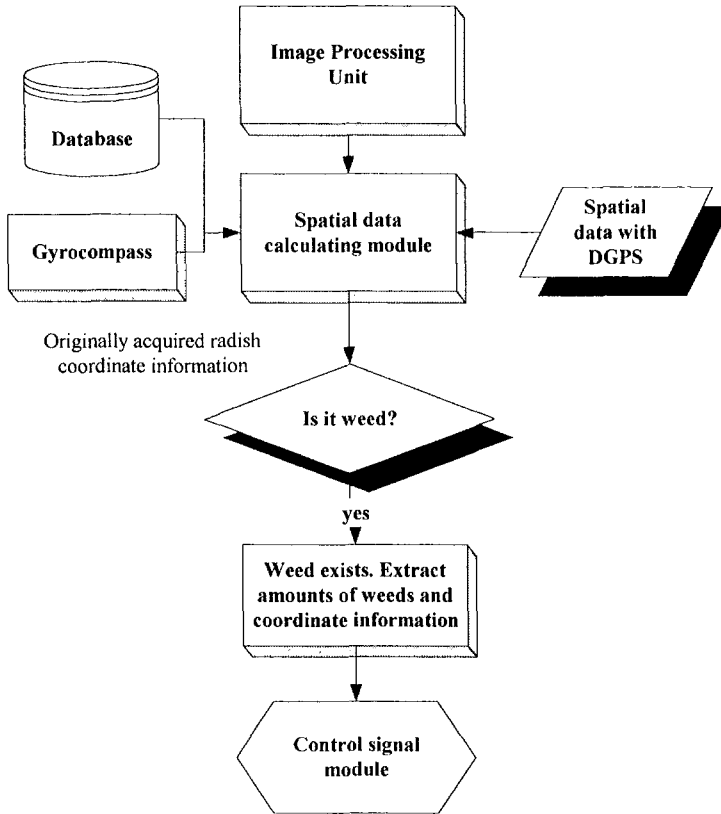 Image Processing
Unit
Database
Gyrocompass
Spatial data
calculating module
Spatial
data with
DGPS
Originally acquired radish
coordinate information
Is it weed?
yes
Weed exists. Extract
amounts of weeds and
coordinate information
Control signal
module